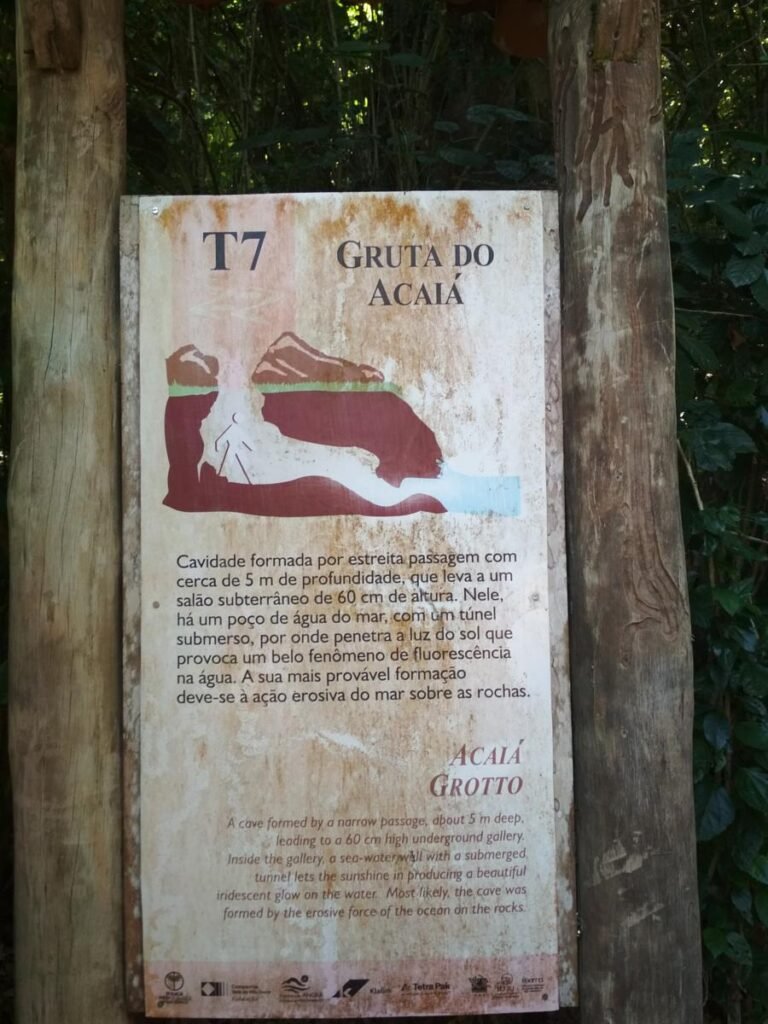 T7
GRUTA DO
ACAIÁ
Cavidade formada por estreita passagem com
cerca de 5 m de profundidade, que leva a um
salão subterrâneo de 60 cm de altura. Nele,
há um poço de água do mar, com um túnel
submerso, por onde penetra a luz do sol que
provoca um belo fenômeno de fluorescência
na água. A sua mais provável formação
deve-se à ação erosiva do mar sobre as rochas.
ACAIÁ
GROTTO
A cave formed by a narrow passage, about 5 m deep,
leading to a 60 cm high underground gallery.
Inside the gallery, a sea-water well with a submerged
tunnel lets the sunshine in producing a beautiful
iridescent glow on the water. Most likely, the cave was
formed by the erosive force of the ocean on the rocks.
Klabin Tetra Pak